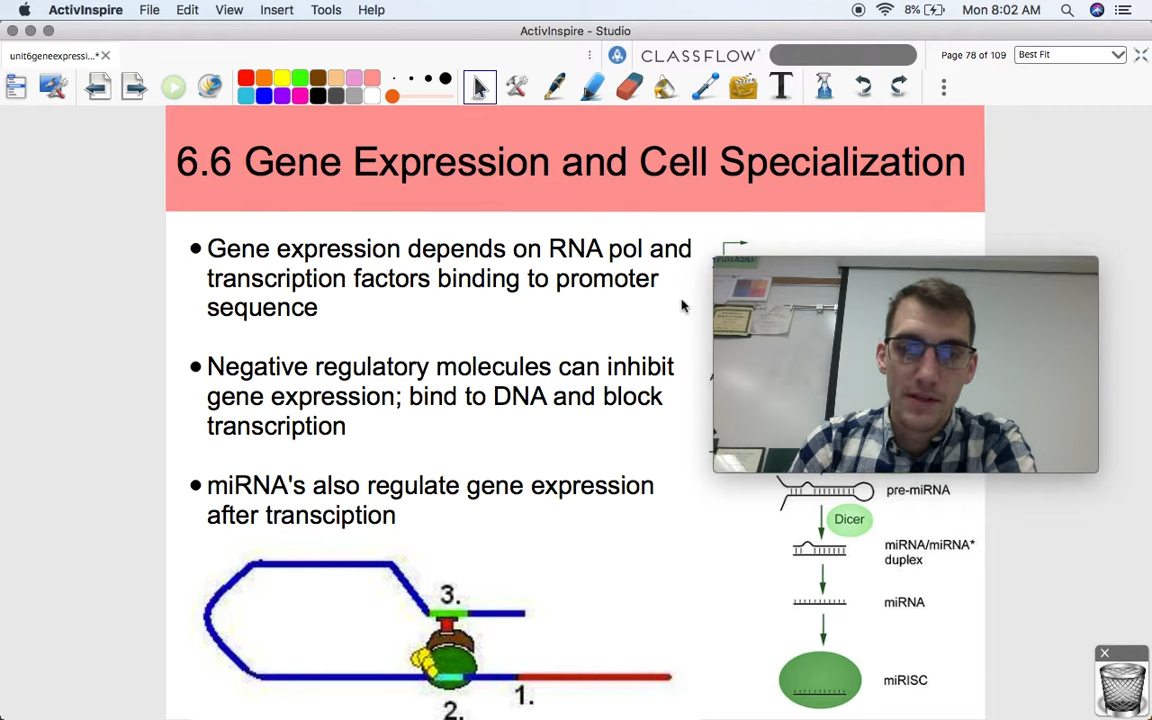 ActivInspire File Edit View Insert Tools Help 8% Mon 8:02 AM
ActivInspire - Studio
unit6geneexpressi...* CLASSFLOW Page 78 of 109 Best Fit
6.6 Gene Expression and Cell Specialization
Gene expression depends on RNA pol and
transcription factors binding to promoter
sequence
Negative regulatory molecules can inhibit
gene expression; bind to DNA and block
transcription
miRNA's also regulate gene expression
after transciption
3.
1.
2.
pre-miRNA
Dicer
miRNA/miRNA*
duplex
miRNA
miRISC